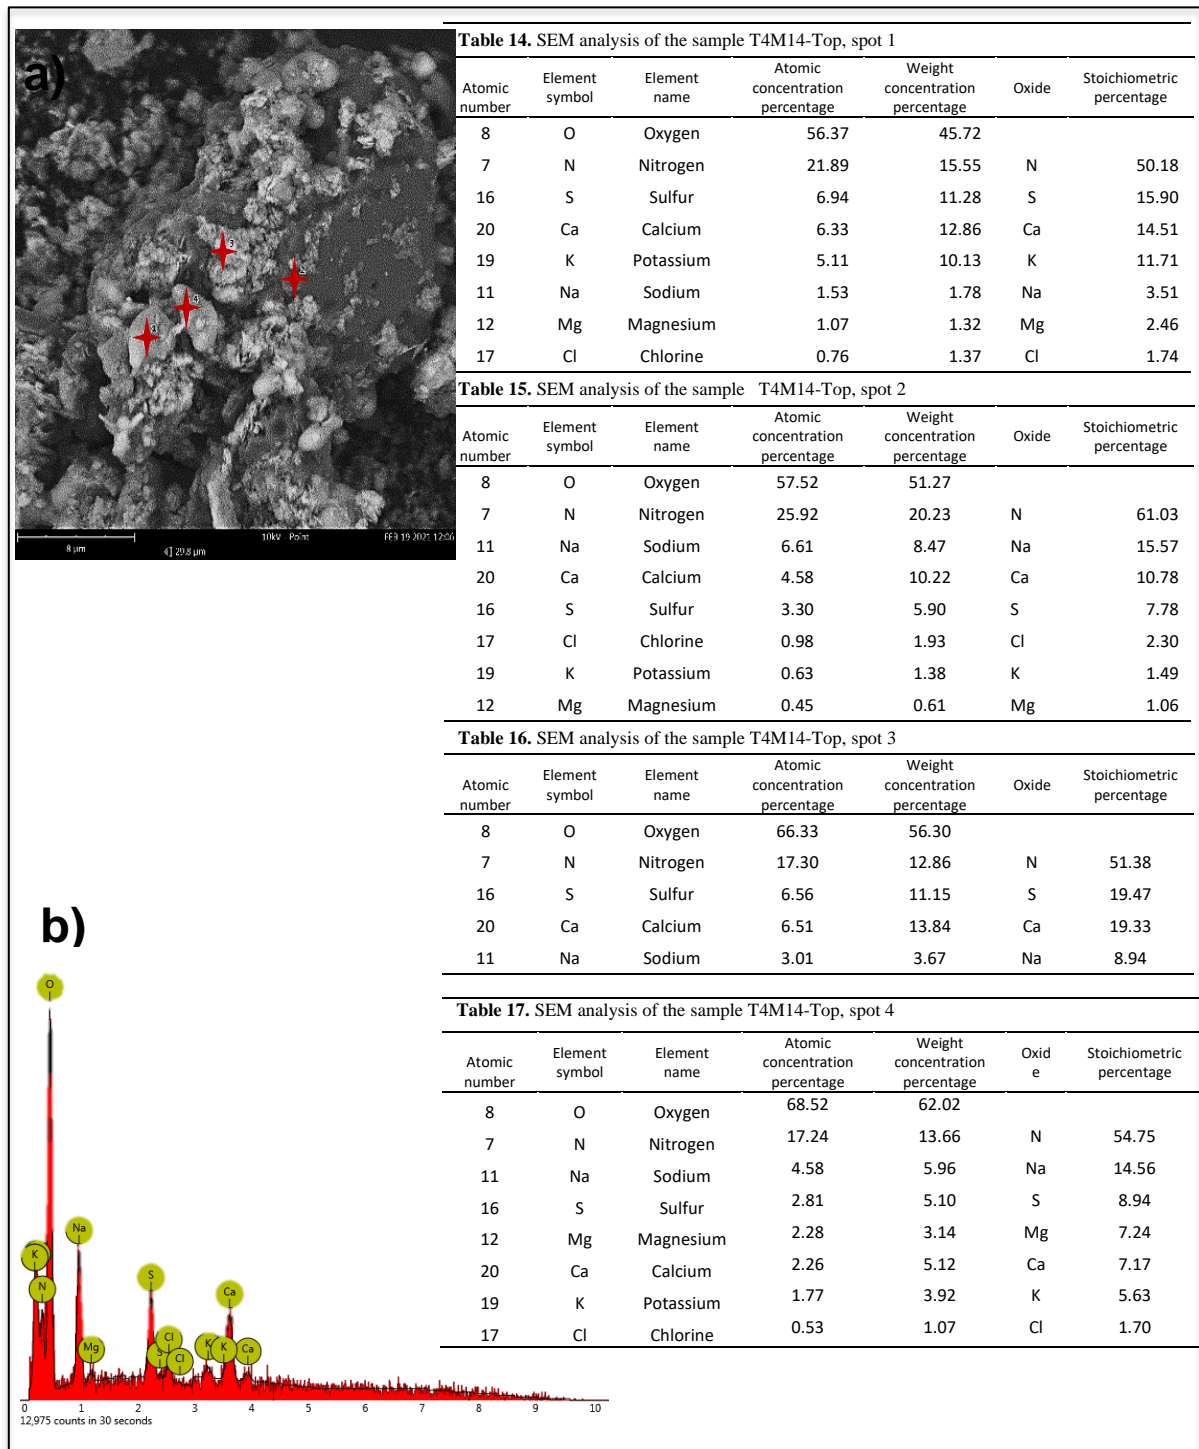 a)
3
2
4
1
8 µm
29.8 µm
10kV - Point
FEB 19 2021 12:06
Table 14. SEM analysis of the sample T4M14-Top, spot 1
Atomic number Element symbol Element name Atomic concentration percentage Weight concentration percentage Oxide Stoichiometric percentage
8 O Oxygen 56.37 45.72
7 N Nitrogen 21.89 15.55 N 50.18
16 S Sulfur 6.94 11.28 S 15.90
20 Ca Calcium 6.33 12.86 Ca 14.51
19 K Potassium 5.11 10.13 K 11.71
11 Na Sodium 1.53 1.78 Na 3.51
12 Mg Magnesium 1.07 1.32 Mg 2.46
17 Cl Chlorine 0.76 1.37 Cl 1.74
Table 15. SEM analysis of the sample T4M14-Top, spot 2
Atomic number Element symbol Element name Atomic concentration percentage Weight concentration percentage Oxide Stoichiometric percentage
8 O Oxygen 57.52 51.27
7 N Nitrogen 25.92 20.23 N 61.03
11 Na Sodium 6.61 8.47 Na 15.57
20 Ca Calcium 4.58 10.22 Ca 10.78
16 S Sulfur 3.30 5.90 S 7.78
17 Cl Chlorine 0.98 1.93 Cl 2.30
19 K Potassium 0.63 1.38 K 1.49
12 Mg Magnesium 0.45 0.61 Mg 1.06
Table 16. SEM analysis of the sample T4M14-Top, spot 3
Atomic number Element symbol Element name Atomic concentration percentage Weight concentration percentage Oxide Stoichiometric percentage
8 O Oxygen 66.33 56.30
7 N Nitrogen 17.30 12.86 N 51.38
16 S Sulfur 6.56 11.15 S 19.47
20 Ca Calcium 6.51 13.84 Ca 19.33
11 Na Sodium 3.01 3.67 Na 8.94
Table 17. SEM analysis of the sample T4M14-Top, spot 4
Atomic number Element symbol Element name Atomic concentration percentage Weight concentration percentage Oxid e Stoichiometric percentage
8 O Oxygen 68.52 62.02
7 N Nitrogen 17.24 13.66 N 54.75
11 Na Sodium 4.58 5.96 Na 14.56
16 S Sulfur 2.81 5.10 S 8.94
12 Mg Magnesium 2.28 3.14 Mg 7.24
20 Ca Calcium 2.26 5.12 Ca 7.17
19 K Potassium 1.77 3.92 K 5.63
17 Cl Chlorine 0.53 1.07 Cl 1.70
b)
O
K
N
Na
Mg
S
S
Cl
Cl
K
K
Ca
Ca
0 1 2 3 4 5 6 7 8 9 10
12,975 counts in 30 seconds